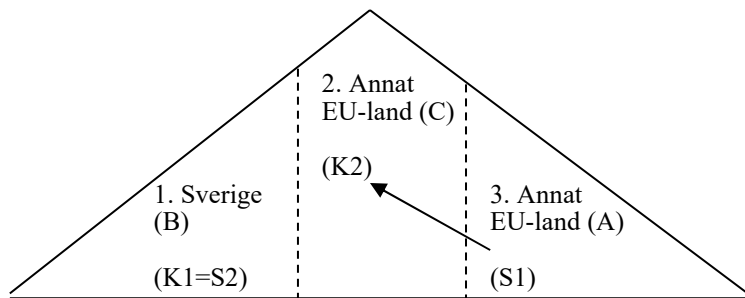 2. Annat
EU-land (C)
(K2)
1. Sverige
(B)
(K1=S2)
3. Annat
EU-land (A)
(S1)